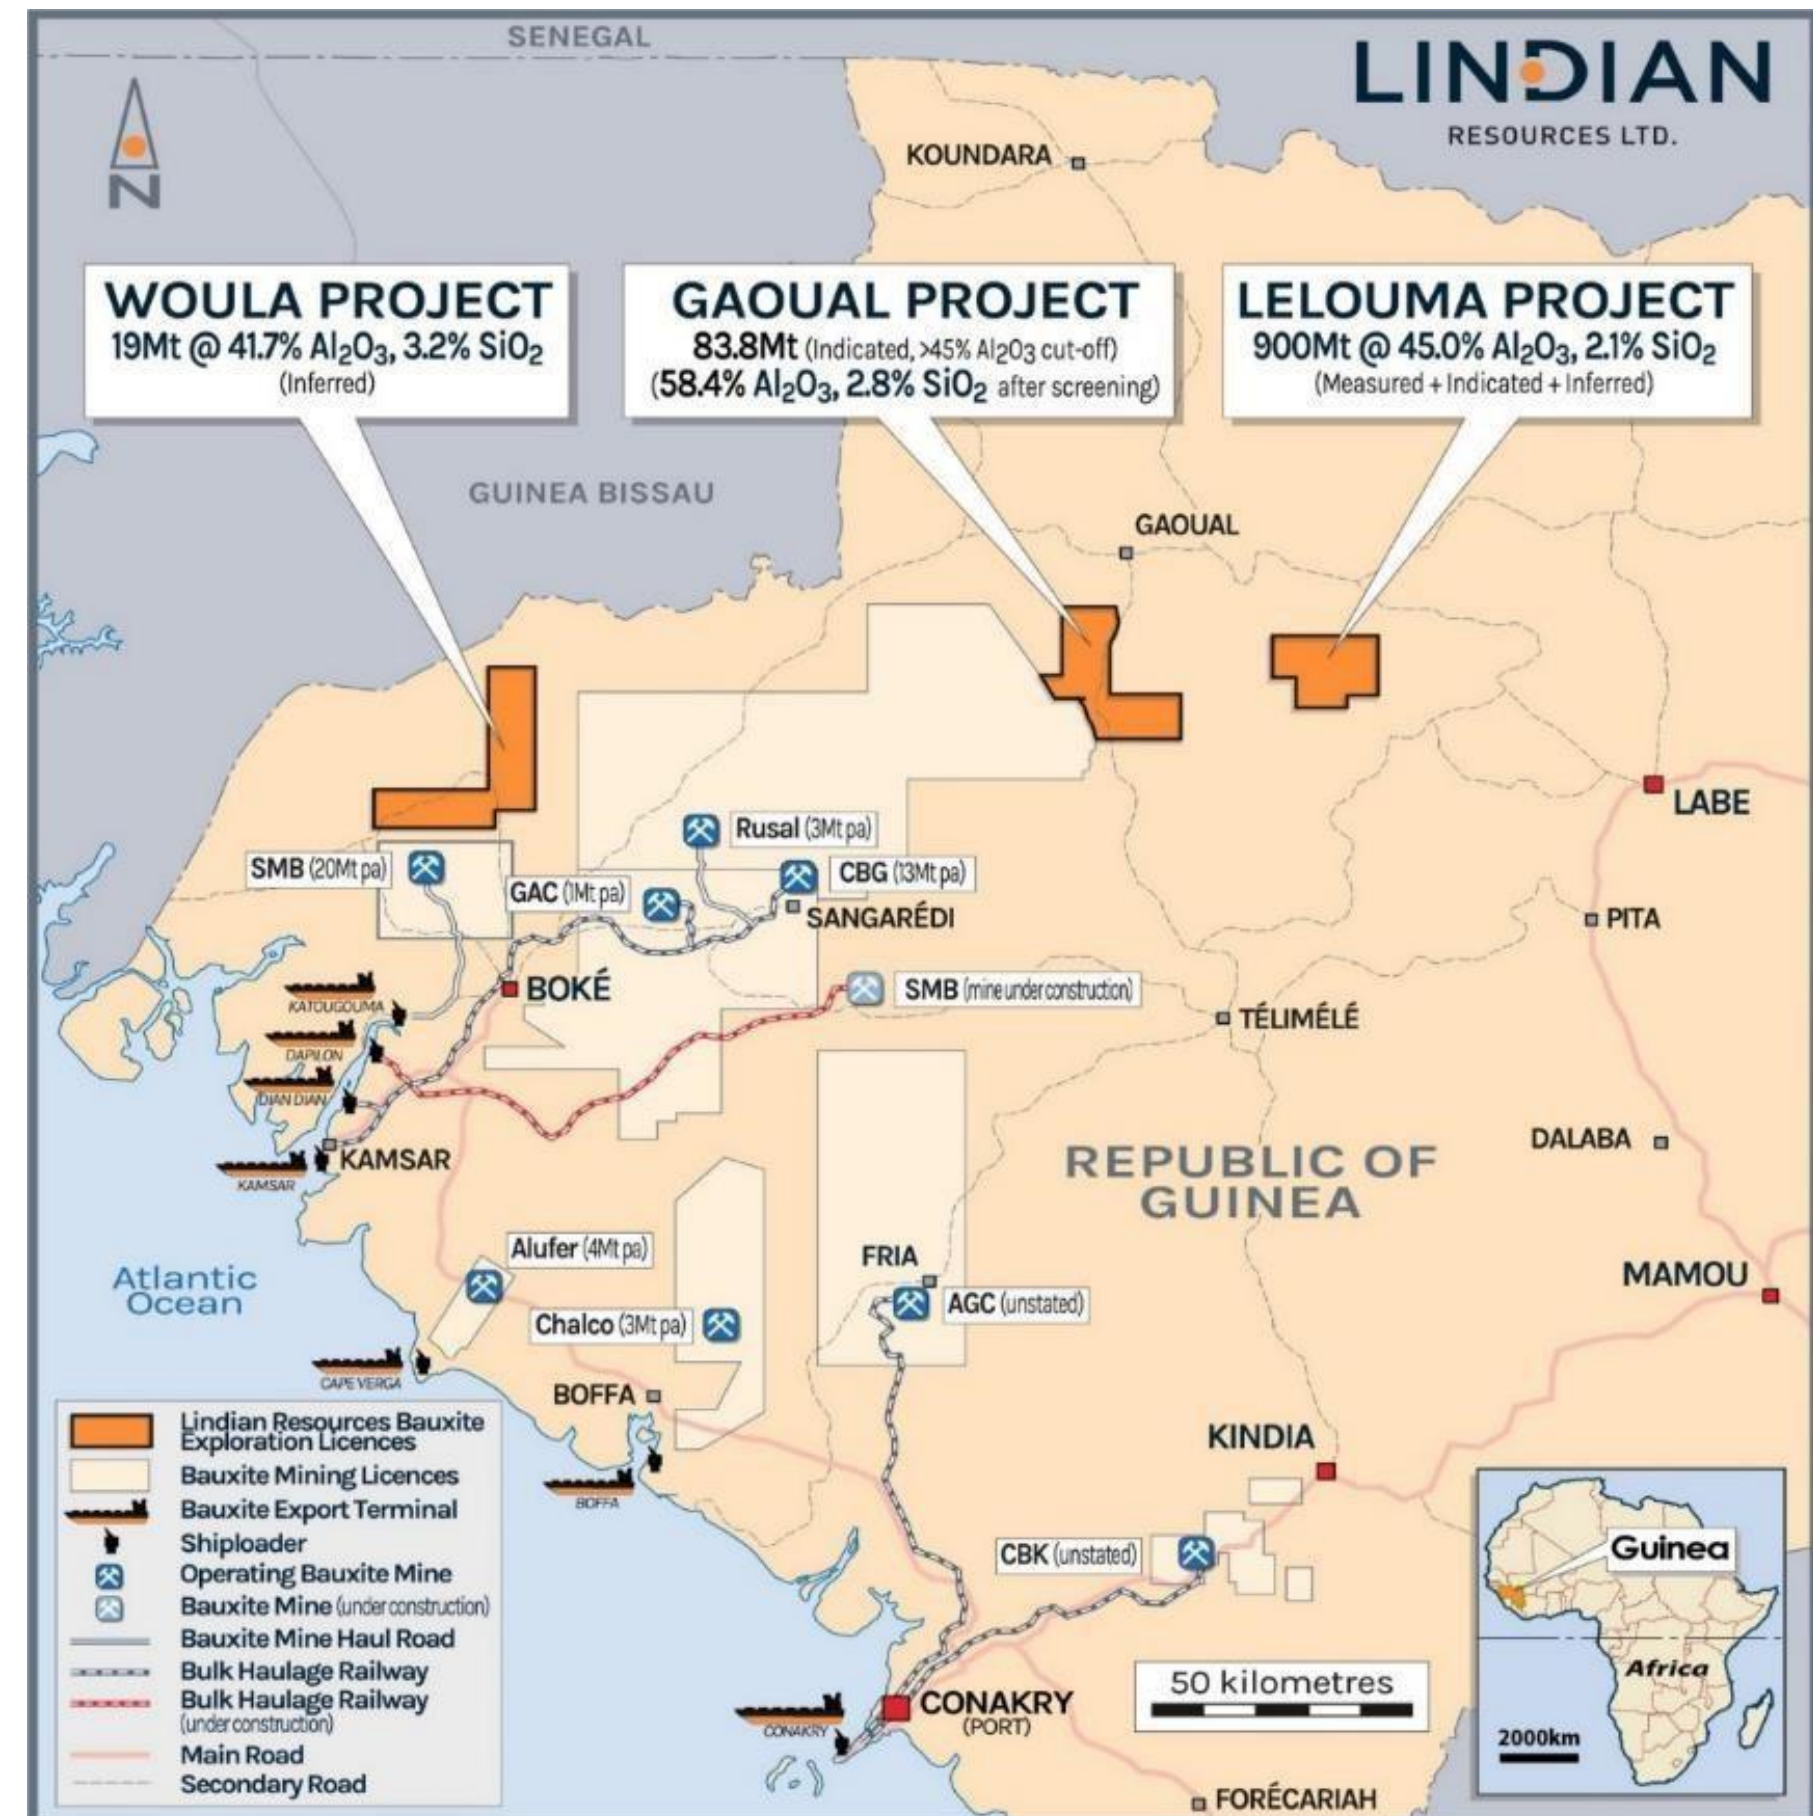 SENEGAL
LINDIAN
RESOURCES LTD.
N
KOUNDARA
WOULA PROJECT
19Mt @ 41.7% Al₂O₃, 3.2% SiO₂
(Inferred)
GAOUAL PROJECT
83.8Mt (Indicated, >45% Al₂O₃ cut-off)
(58.4% Al₂O₃, 2.8% SiO₂ after screening)
LELOUMA PROJECT
900Mt @ 45.0% Al₂O₃, 2.1% SiO₂
(Measured + Indicated + Inferred)
GUINEA BISSAU
GAOUAL
LABE
Rusal (3Mt pa)
SMB (20Mt pa)
GAC (1Mt pa)
CBG (13Mt pa)
SANGARÉDI
PITA
BOKÉ
SMB (mine under construction)
KATOUGOUMA
TÉLIMÉLÉ
DAPILON
DIAN DIAN
KAMSAR
KAMSAR
DALABA
REPUBLIC OF
GUINEA
Alufer (4Mt pa)
FRIA
MAMOU
Atlantic
Ocean
Chalco (3Mt pa)
AGC (unstated)
CAPE VERGA
BOFFA
KINDIA
BOFFA
CBK (unstated)
Lindian Resources Bauxite
Exploration Licences
Bauxite Mining Licences
Bauxite Export Terminal
Shiploader
Operating Bauxite Mine
Bauxite Mine (under construction)
Bauxite Mine Haul Road
Bulk Haulage Railway
Bulk Haulage Railway
(under construction)
Main Road
Secondary Road
CONAKRY
CONAKRY
(PORT)
50 kilometres
Guinea
Africa
2000km
FORÉCARIAH